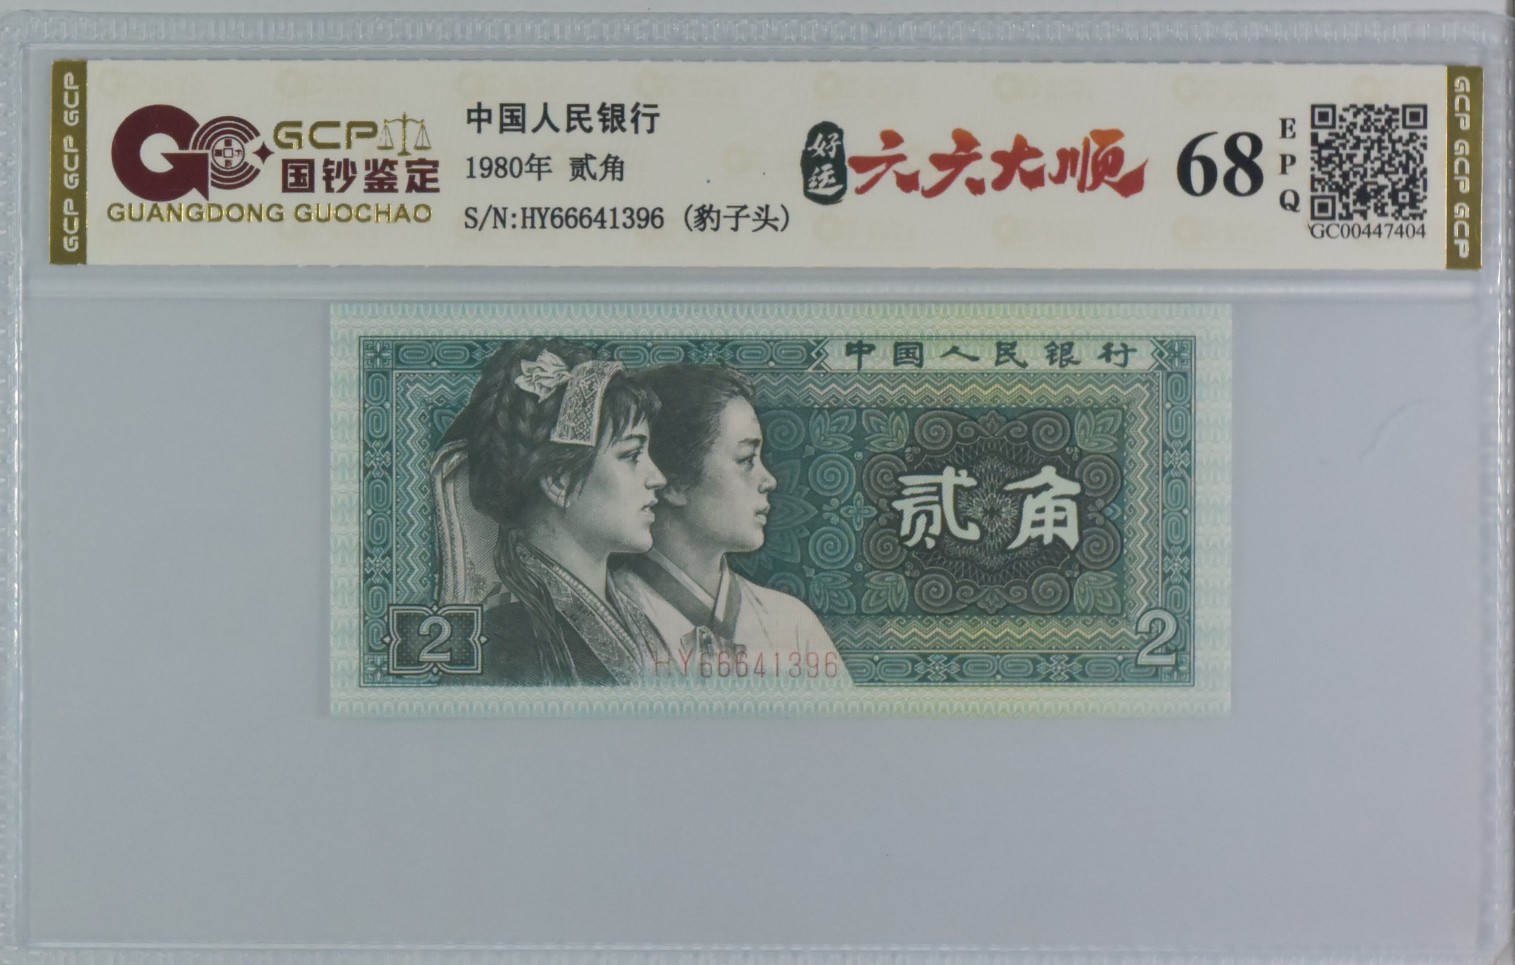 GCP GCP GCP
GCP
国钞鉴定
GUANGDONG GUOCHAO
中国人民银行
1980年 贰角
S/N:HY66641396 (豹子头)
好运
六六大顺
68
EPQ
GC00447404
GCP GCP GCP
中国人民银行
贰角
2
2
HY66641396